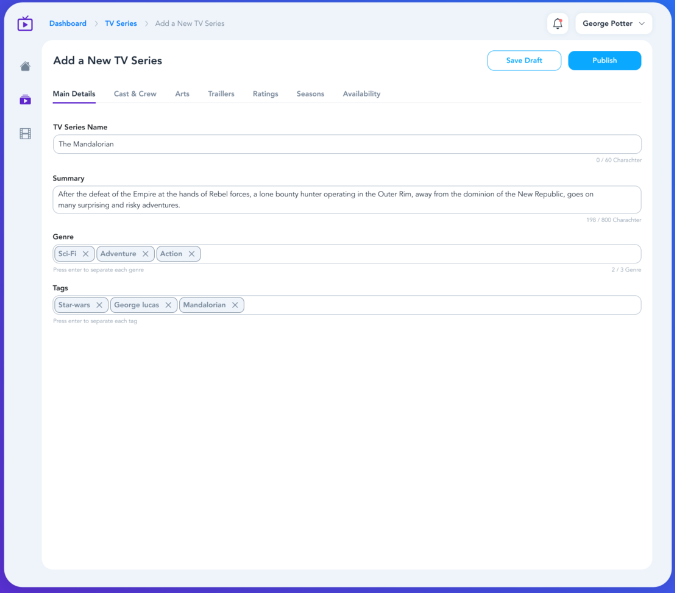 Dashboard > TV Series > Add a New TV Series
George Potter
Add a New TV Series
Save Draft
Publish
Main Details Cast & Crew Arts Traillers Ratings Seasons Availability
TV Series Name
The Mandalorian
0 / 60 Charachter
Summary
After the defeat of the Empire at the hands of Rebel forces, a lone bounty hunter operating in the Outer Rim, away from the dominion of the New Republic, goes on
many surprising and risky adventures.
198 / 800 Charachter
Genre
Sci-Fi Adventure Action
Press enter to separate each genre
2 / 3 Genre
Tags
Star-wars George lucas Mandalorian
Press enter to separate each tag